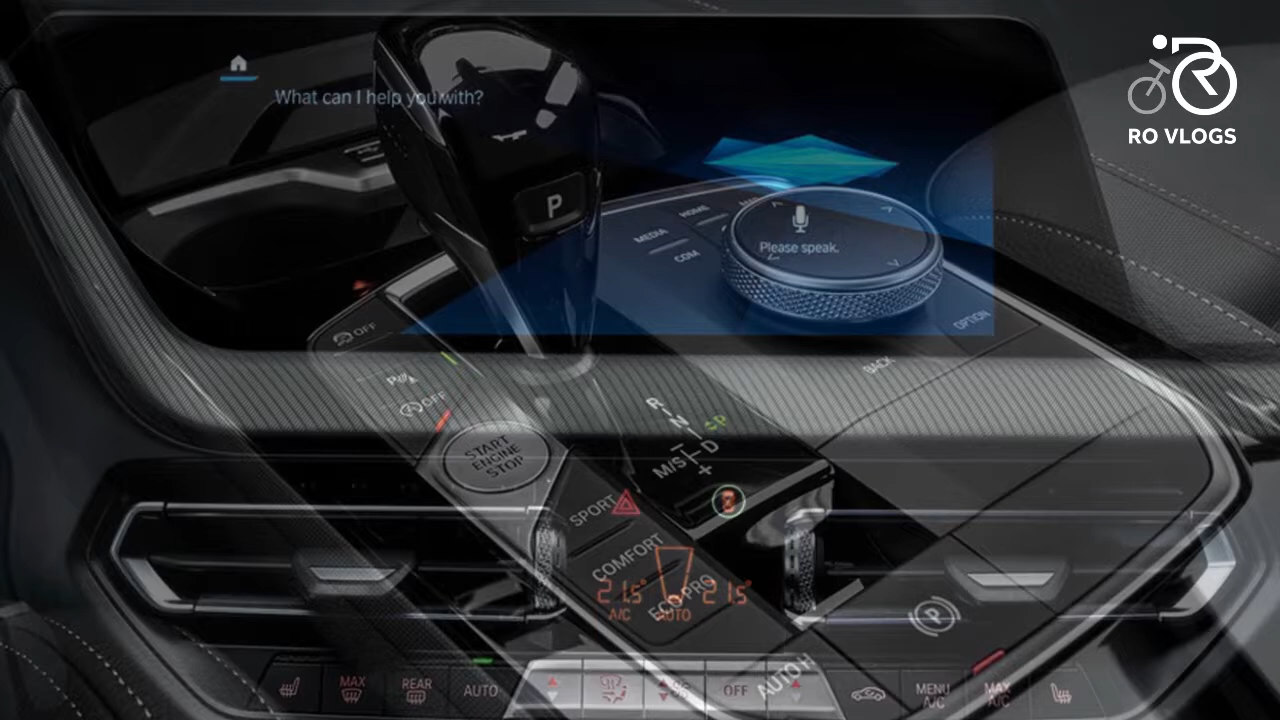 RO VLOGS
What can I help you with?
P
HOME
MEDIA
COM
Please speak.
OPTION
BACK
OFF
P
A OFF
START
ENGINE
STOP
R
N
P
D
M/S
+
SPORT
COMFORT
ECO PRO
21.5°
21.5°
A/C
AUTO
P
AUTO H
MAX
REAR
AUTO
OFF
MENU
A/C
MAX
A/C